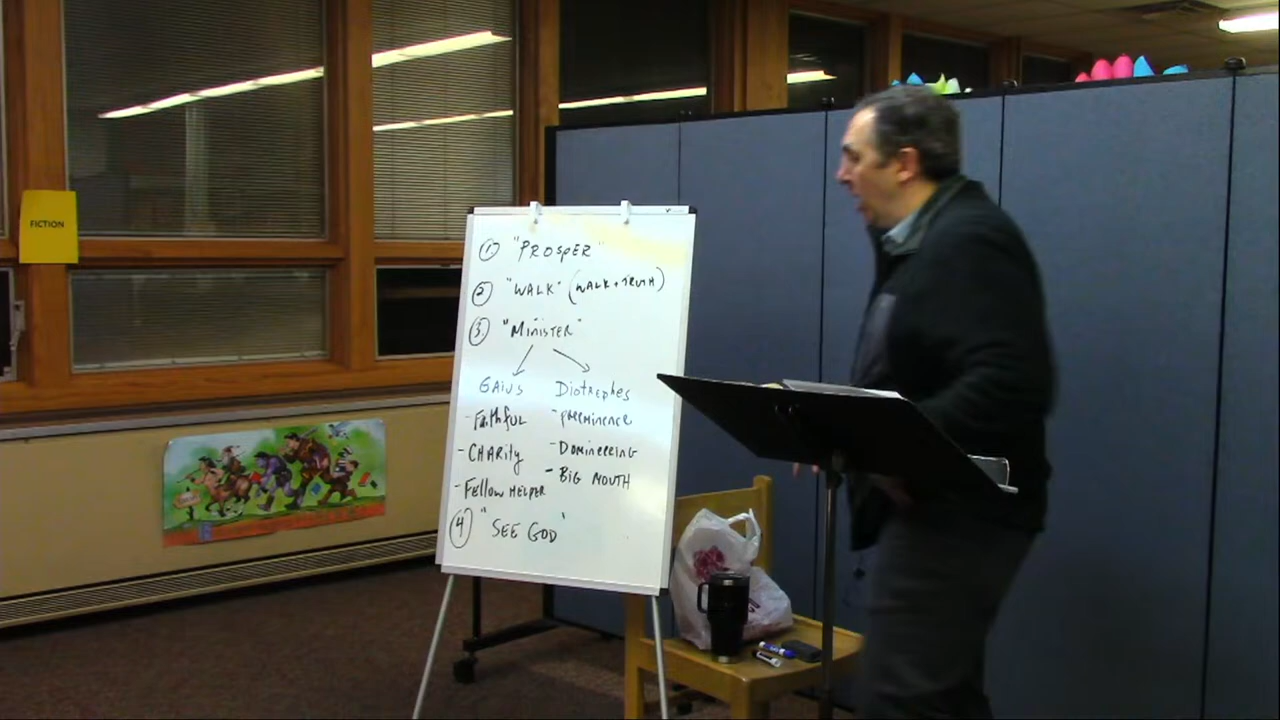 FICTION
1. "PROSPER"
2 "WALK" (WALK + TRUTH)
3. "MiNiSTER"
GAiUS Diotrephes
- FAithFul - PREEMINENCE
- CHARity - DOMINEERING
- Fellow HELPER - BIG MOUTH
4 "SEE GOD"